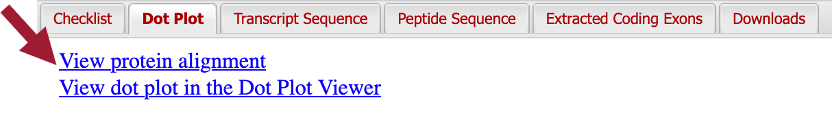 Checklist Dot Plot Transcript Sequence Peptide Sequence Extracted Coding Exons Downloads
View protein alignment
View dot plot in the Dot Plot Viewer